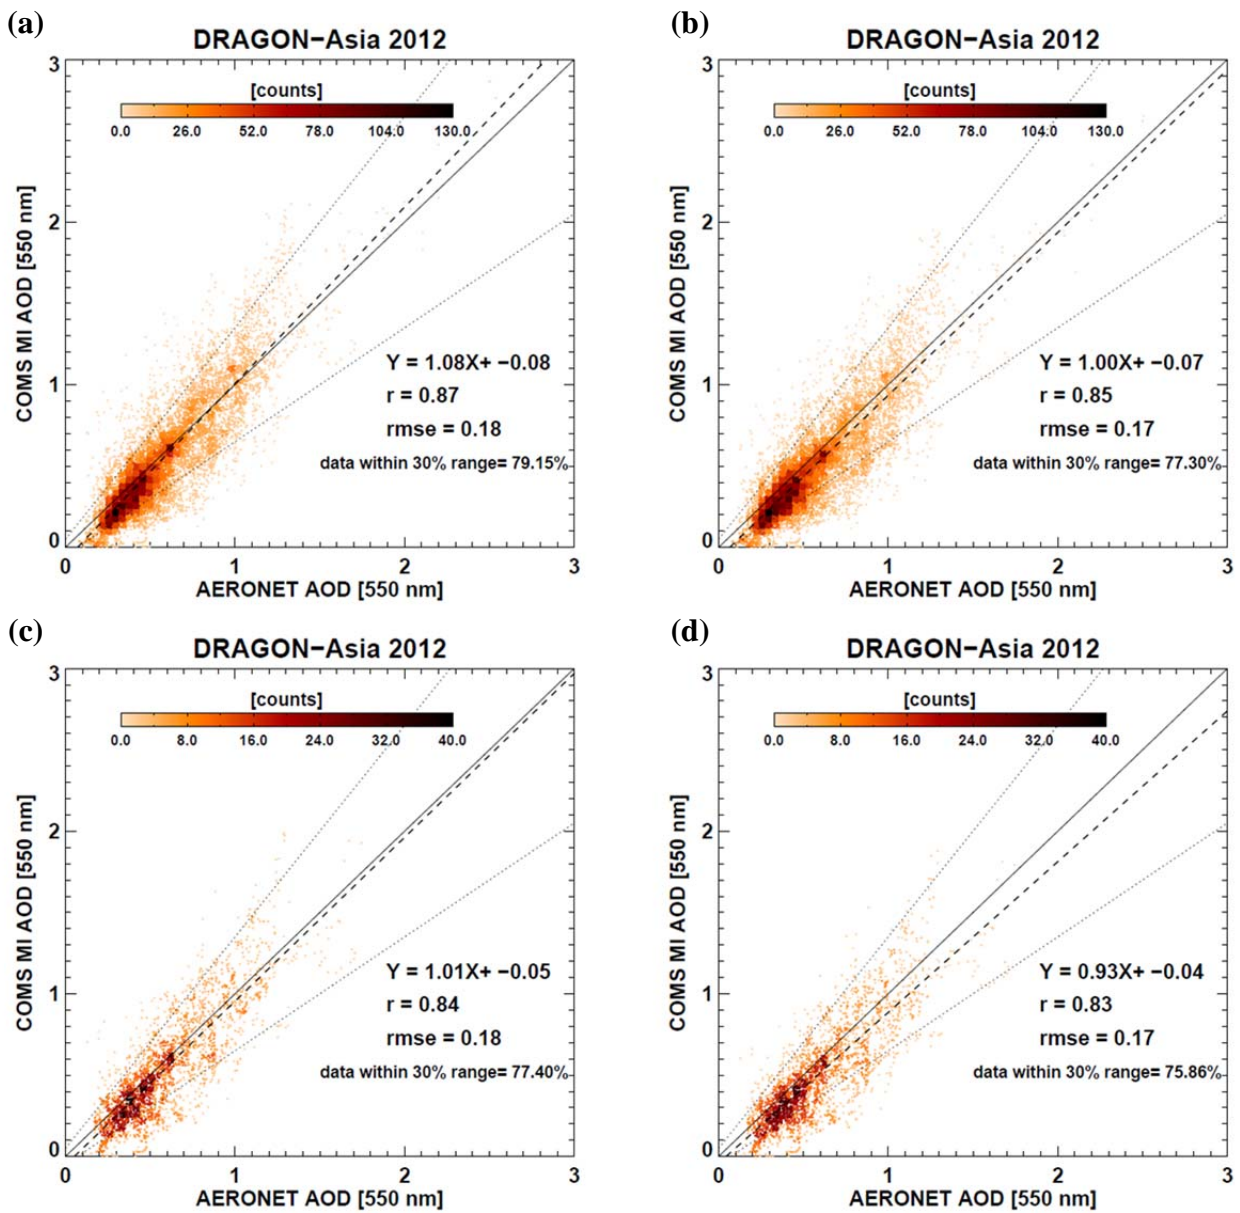 (a)
DRAGON−Asia 2012
[counts]
0.0 26.0 52.0 78.0 104.0 130.0
3
2
1
0
COMS MI AOD [550 nm]
Y = 1.08X+ −0.08
r = 0.87
rmse = 0.18
data within 30% range= 79.15%
0 1 2 3
AERONET AOD [550 nm]
(b)
DRAGON−Asia 2012
[counts]
0.0 26.0 52.0 78.0 104.0 130.0
3
2
1
0
COMS MI AOD [550 nm]
Y = 1.00X+ −0.07
r = 0.85
rmse = 0.17
data within 30% range= 77.30%
0 1 2 3
AERONET AOD [550 nm]
(c)
DRAGON−Asia 2012
[counts]
0.0 8.0 16.0 24.0 32.0 40.0
3
2
1
0
COMS MI AOD [550 nm]
Y = 1.01X+ −0.05
r = 0.84
rmse = 0.18
data within 30% range= 77.40%
0 1 2 3
AERONET AOD [550 nm]
(d)
DRAGON−Asia 2012
[counts]
0.0 8.0 16.0 24.0 32.0 40.0
3
2
1
0
COMS MI AOD [550 nm]
Y = 0.93X+ −0.04
r = 0.83
rmse = 0.17
data within 30% range= 75.86%
0 1 2 3
AERONET AOD [550 nm]